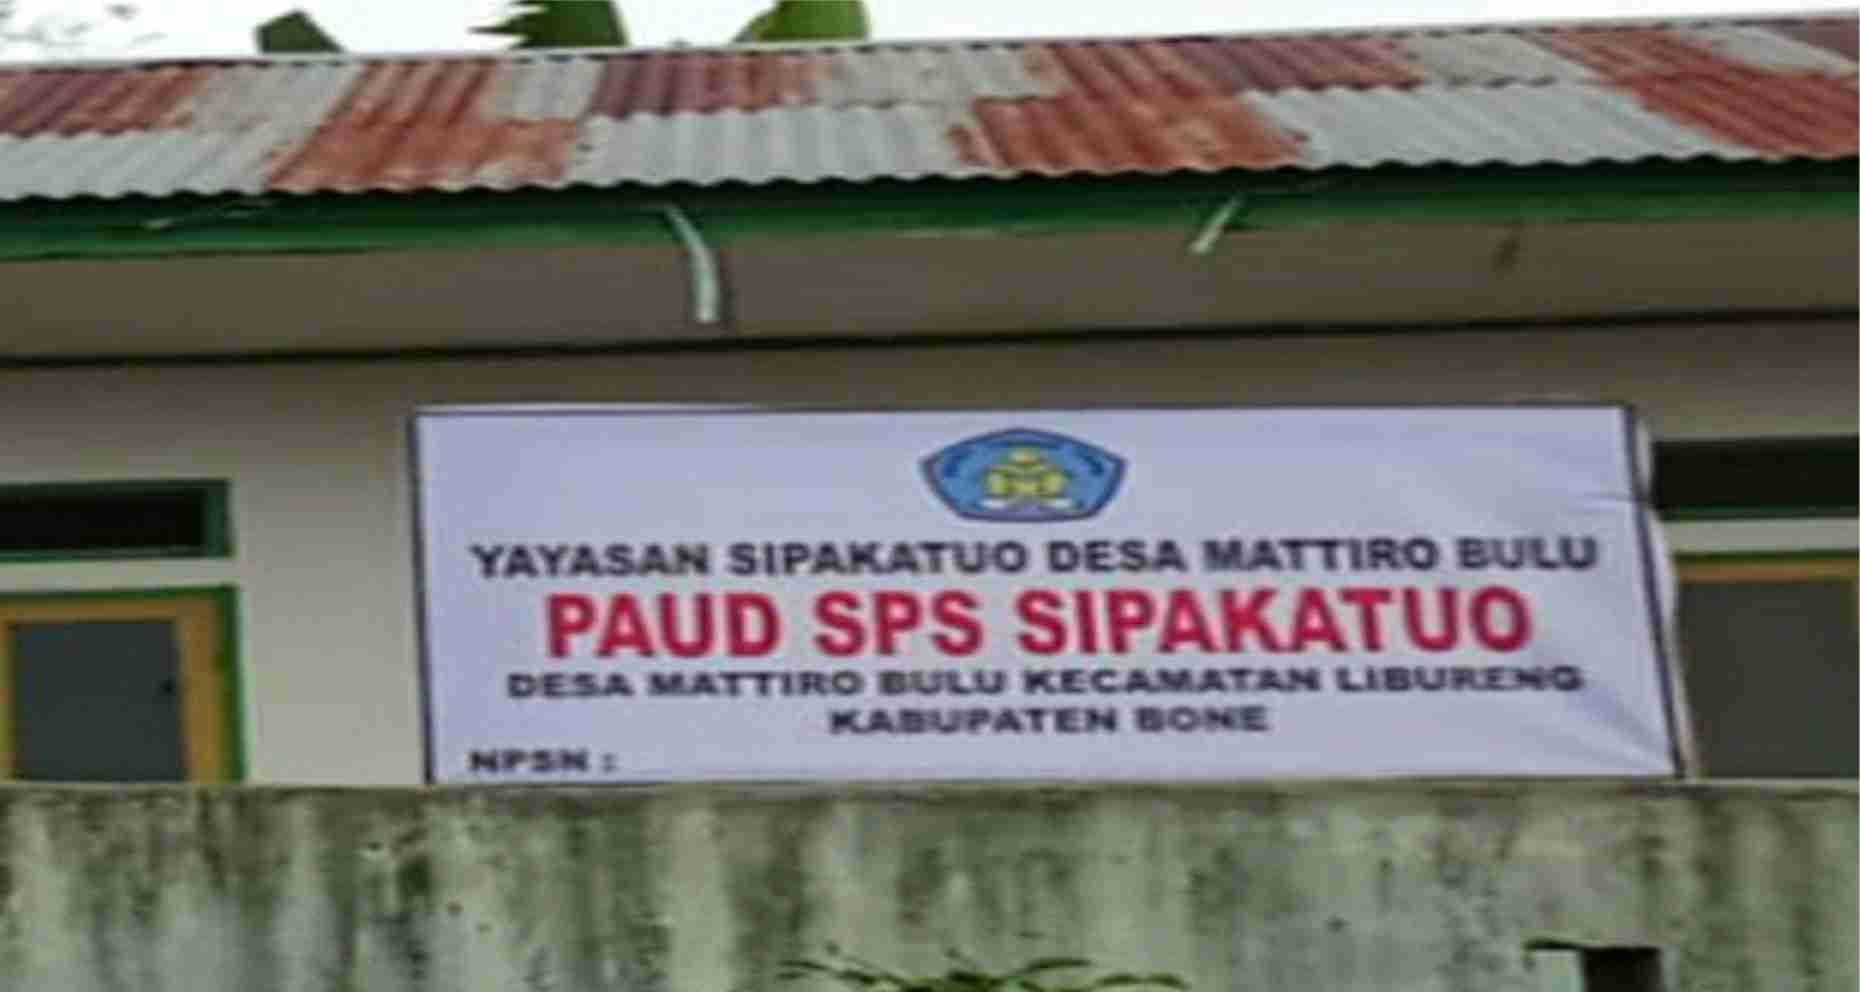 YAYASAN SIPAKATUO DESA MATTIRO BULU
PAUD SPS SIPAKATUO
DESA MATTIRO BULU KECAMATAN LIBURENG
KABUPATEN BONE
NPSN :